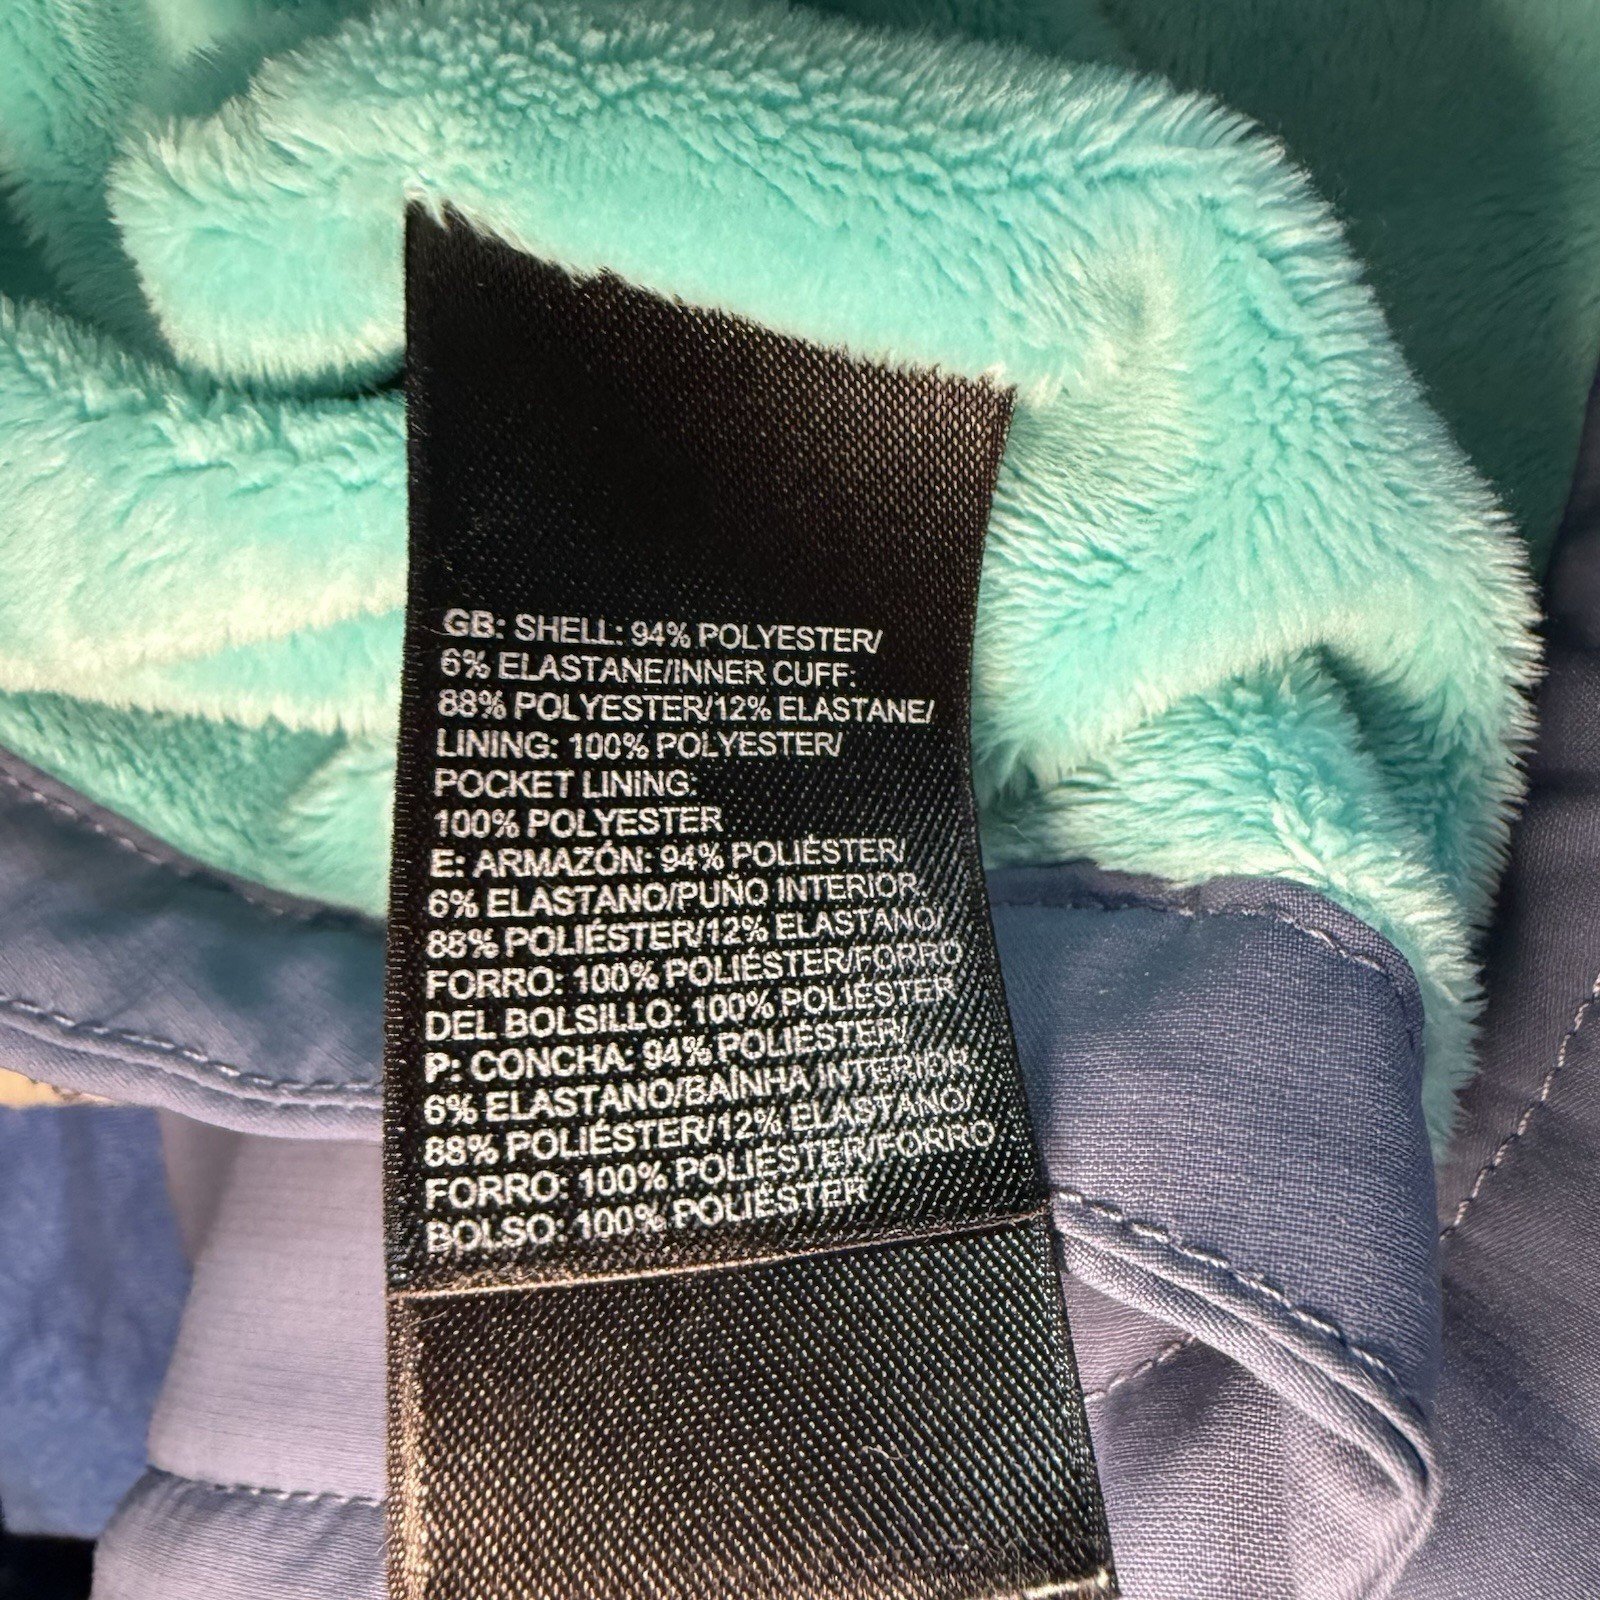 GB: SHELL: 94% POLYESTER/
6% ELASTANE/INNER CUFF:
88% POLYESTER/12% ELASTANE/
LINING: 100% POLYESTER/
POCKET LINING:
100% POLYESTER
E: ARMAZÓN: 94% POLIÉSTER/
6% ELASTANO/PUÑO INTERIOR:
88% POLIÉSTER/12% ELASTANO/
FORRO: 100% POLIÉSTER/FORRO
DEL BOLSILLO: 100% POLIÉSTER
P: CONCHA: 94% POLIÉSTER/
6% ELASTANO/BAÍNHA INTERIOR:
88% POLIÉSTER/12% ELASTANO/
FORRO: 100% POLIÉSTER/FORRO
BOLSO: 100% POLIÉSTER